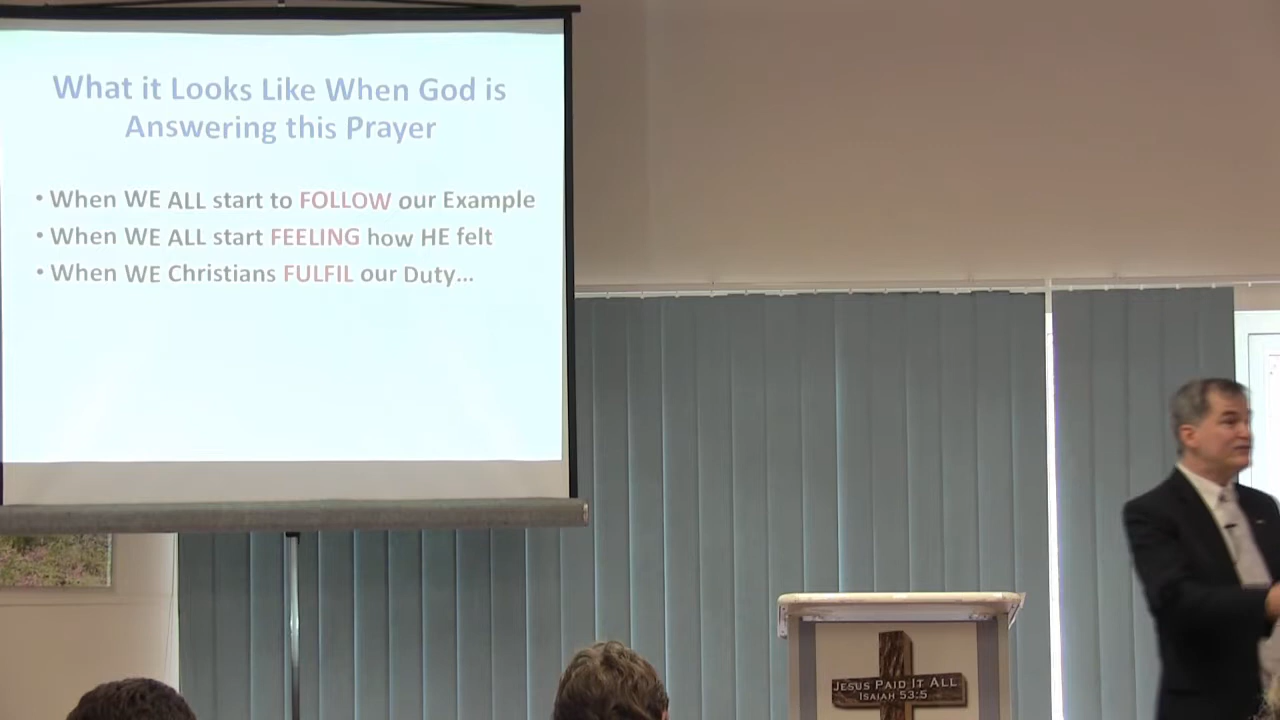 What it Looks Like When God is
Answering this Prayer
• When WE ALL start to FOLLOW our Example
• When WE ALL start FEELING how HE felt
• When WE Christians FULFIL our Duty...
JESUS PAID IT ALL
ISAIAH 53:5